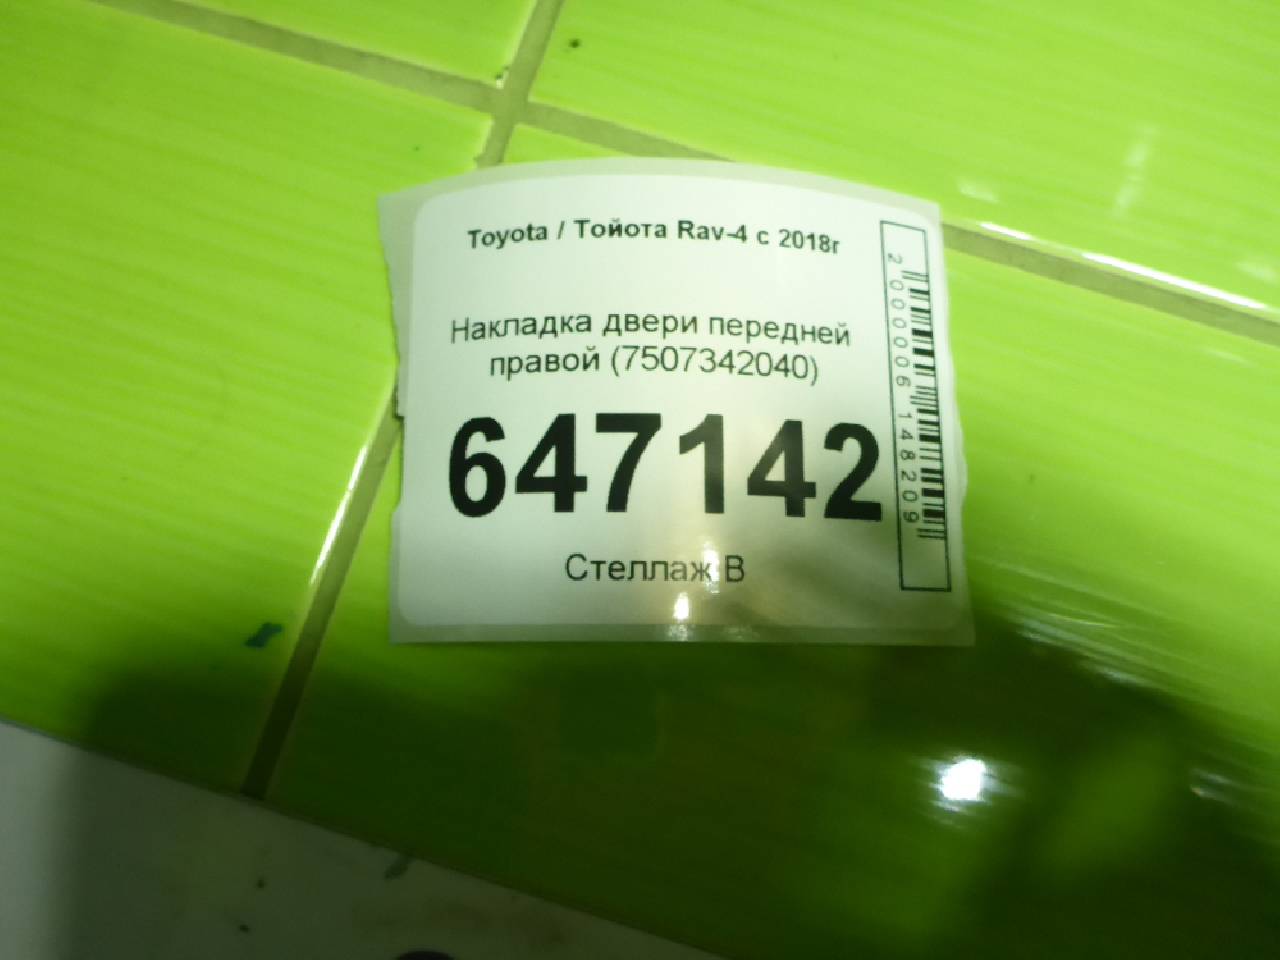 Toyota / Тойота Rav-4 с 2018г
Накладка двери передней
правой (7507342040)
647142
Стеллаж В
2000006148209